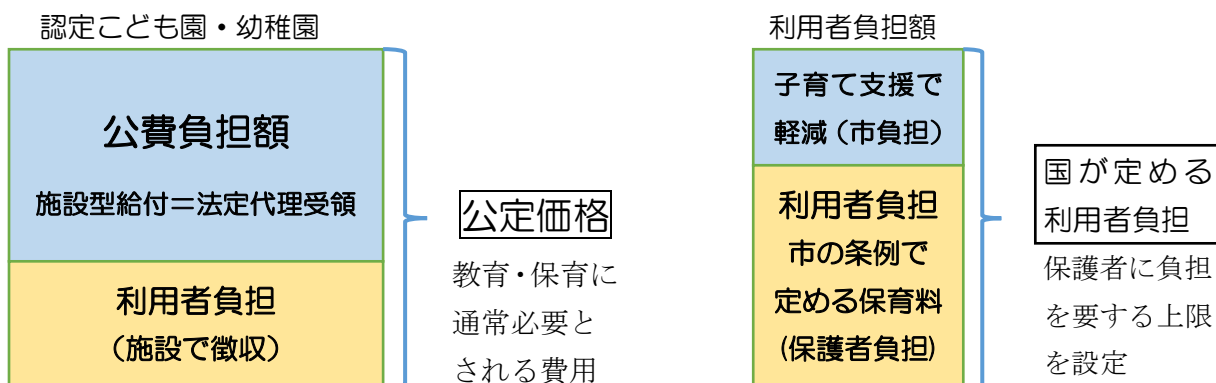 認定こども園・幼稚園
公費負担額
施設型給付＝法定代理受領
利用者負担
（施設で徴収）
公定価格
教育・保育に
通常必要と
される費用
利用者負担額
子育て支援で
軽減（市負担）
利用者負担
市の条例で
定める保育料
(保護者負担)
国が定める
利用者負担
保護者に負担
を要する上限
を設定